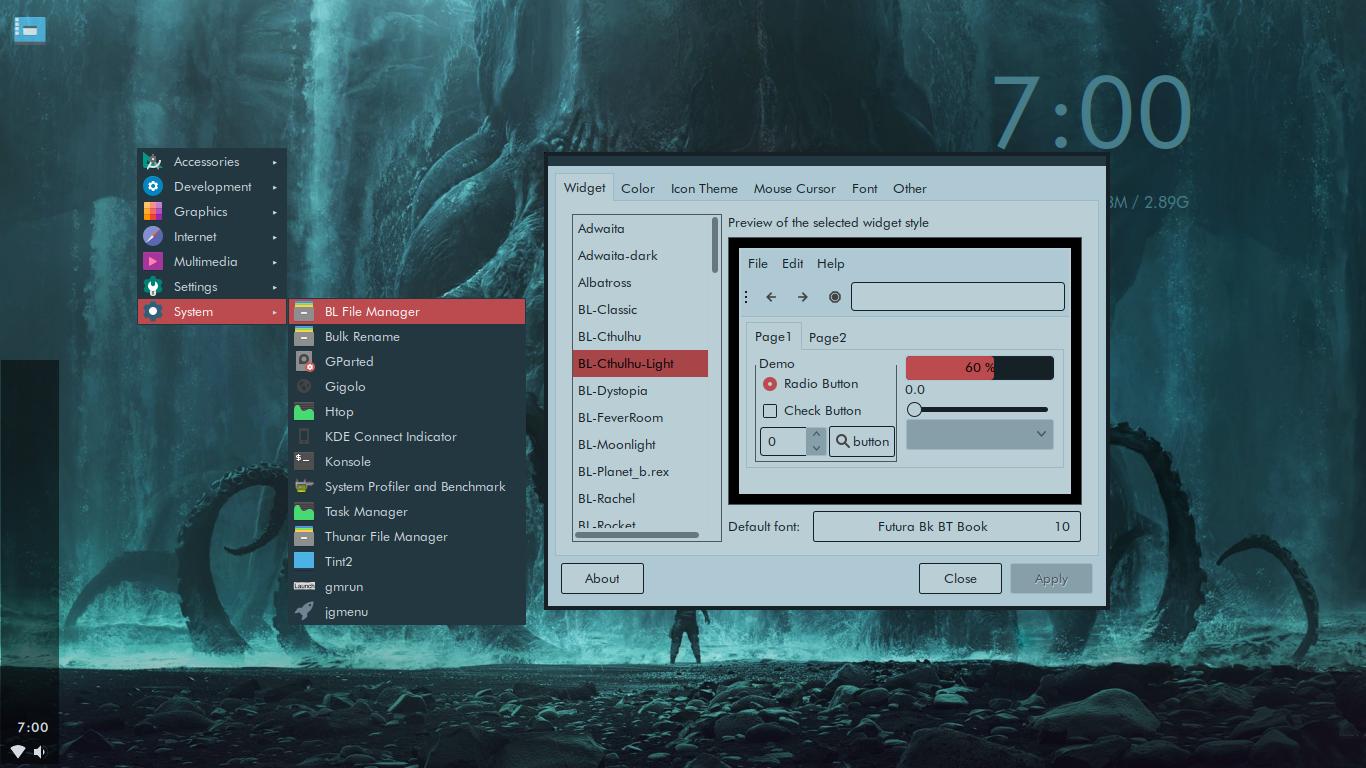 7:00
3M / 2.89G
Accessories
Development
Graphics
Internet
Multimedia
Settings
System
BL File Manager
Bulk Rename
GParted
Gigolo
Htop
KDE Connect Indicator
Konsole
System Profiler and Benchmark
Task Manager
Thunar File Manager
Tint2
Launch
gmrun
jgmenu
Widget Color Icon Theme Mouse Cursor Font Other
Adwaita
Adwaita-dark
Albatross
BL-Classic
BL-Cthulhu
BL-Cthulhu-Light
BL-Dystopia
BL-FeverRoom
BL-Moonlight
BL-Planet_b.rex
BL-Rachel
BL-Rocket
Preview of the selected widget style
File Edit Help
Page1 Page2
Demo
Radio Button
Check Button
0
button
60 %
0.0
Default font: Futura Bk BT Book 10
About Close Apply
7:00